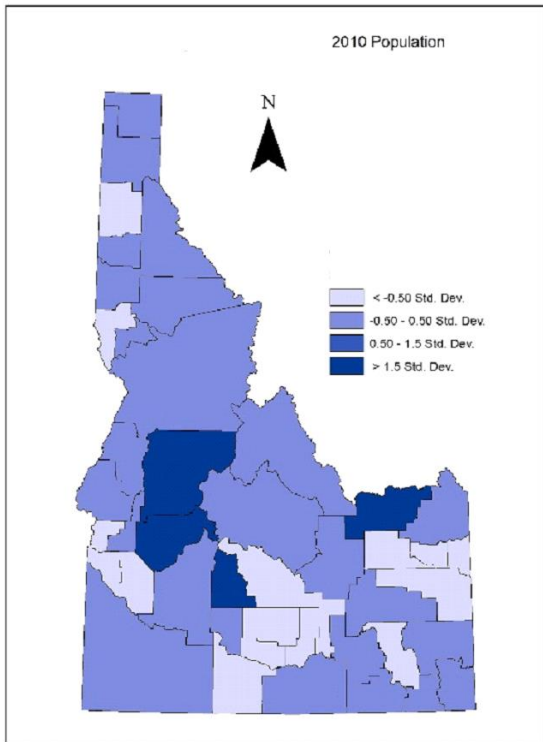 2010 Population
N
< -0.50 Std. Dev.
-0.50 - 0.50 Std. Dev.
0.50 - 1.5 Std. Dev.
> 1.5 Std. Dev.